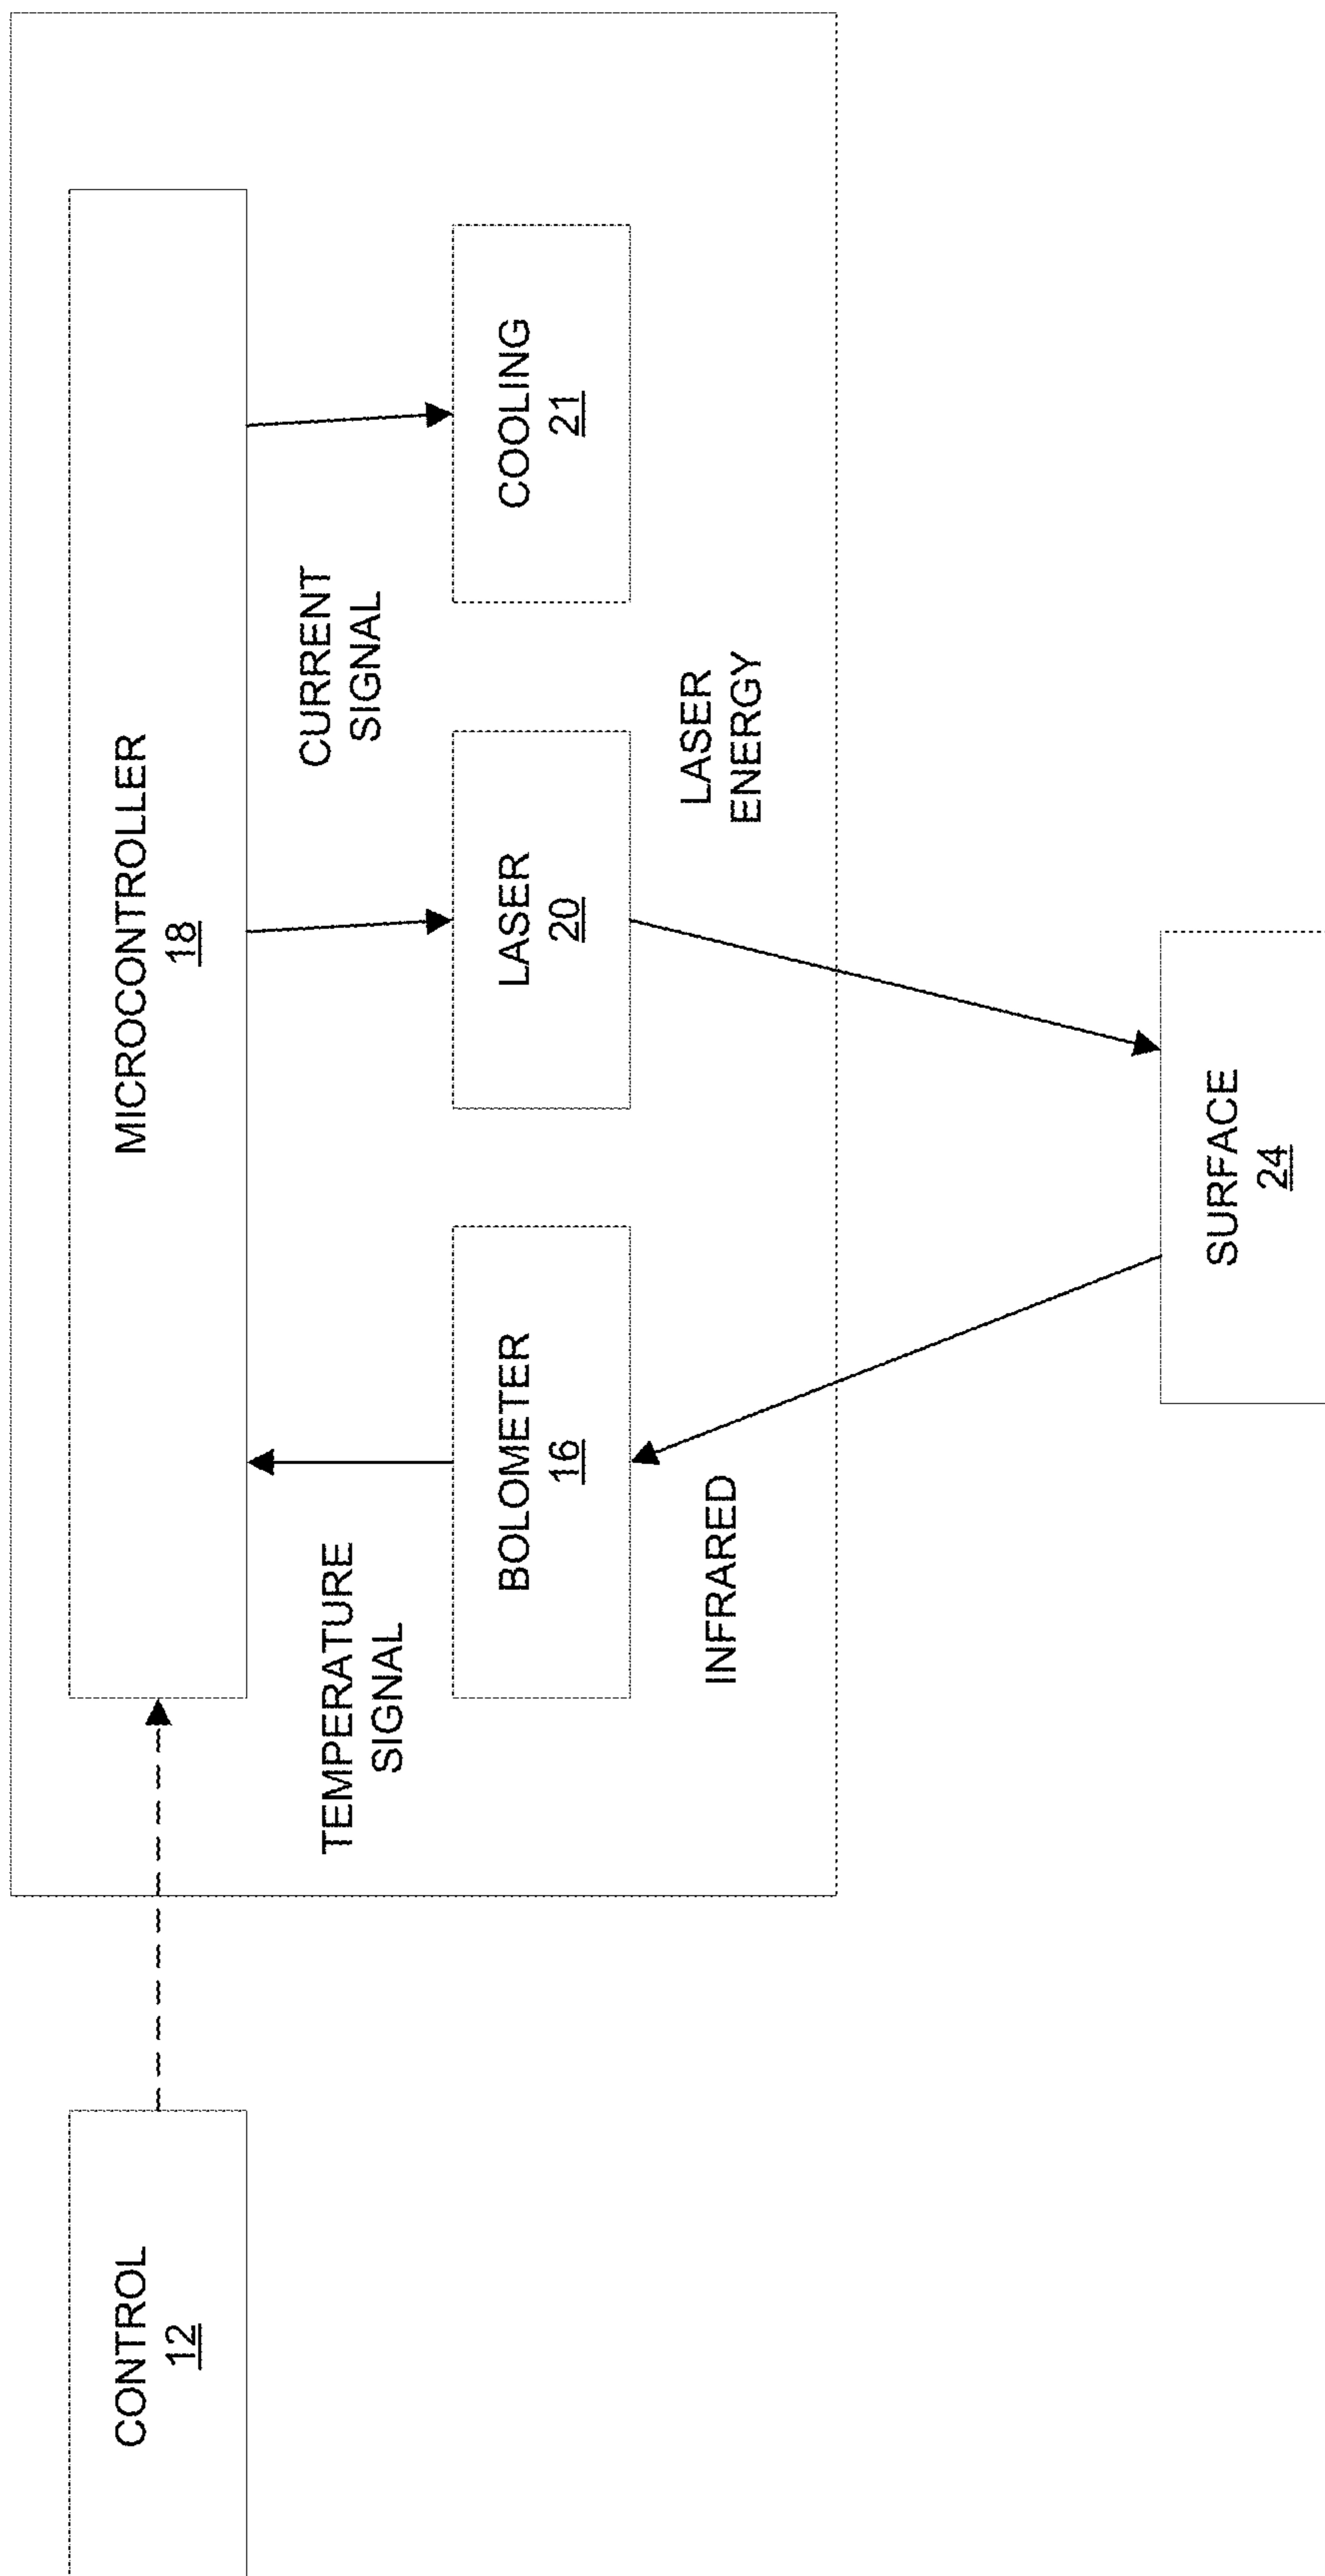 CONTROL
12
MICROCONTROLLER
18
TEMPERATURE
SIGNAL
CURRENT
SIGNAL
BOLOMETER
16
LASER
20
COOLING
21
INFRARED
LASER
ENERGY
SURFACE
24